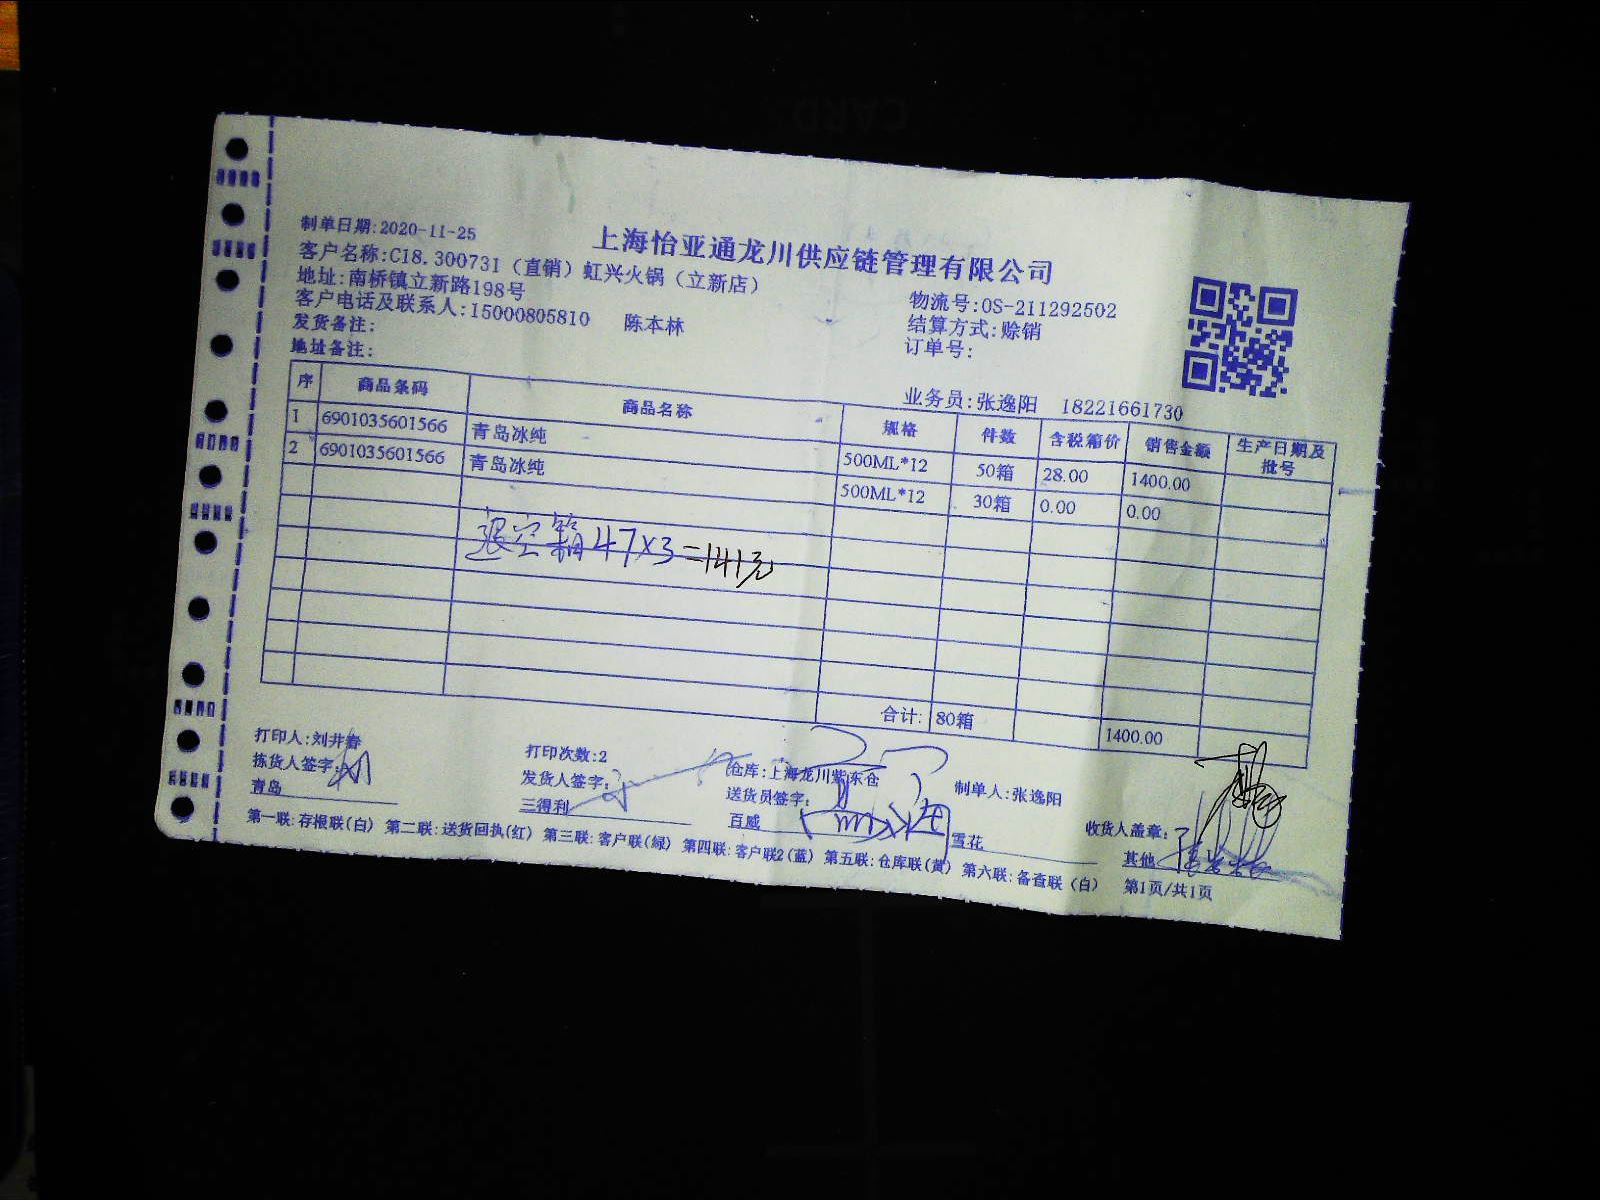 制单日期:2020-11-25
上海怡亚通龙川供应链管理有限公司
客户名称:C18.300731（直销）虹兴火锅（立新店）
地址:南桥镇立新路198号
物流号:OS-211292502
客户电话及联系人:15000805810 陈本林
结算方式:赊销
发货备注:
订单号:
地址备注:
业务员:张逸阳 18221661730
序 商品条码 商品名称 规格 件数 含税箱价 销售金额 生产日期及批号
1 6901035601566 青岛冰纯 500ML*12 50箱 28.00 1400.00
2 6901035601566 青岛冰纯 500ML*12 30箱 0.00 0.00
退空箱47×3=141元
合计: 80箱 1400.00
打印人:刘井春 打印次数:2 仓库:上海龙川紫东仓 制单人:张逸阳
拣货人签字: 发货人签字: 送货员签字: 收货人盖章:
青岛 三得利 百威 雪花 其他
第一联:存根联(白) 第二联:送货回执(红) 第三联:客户联(绿) 第四联:客户联2(蓝) 第五联:仓库联(黄) 第六联:备查联(白) 第1页/共1页